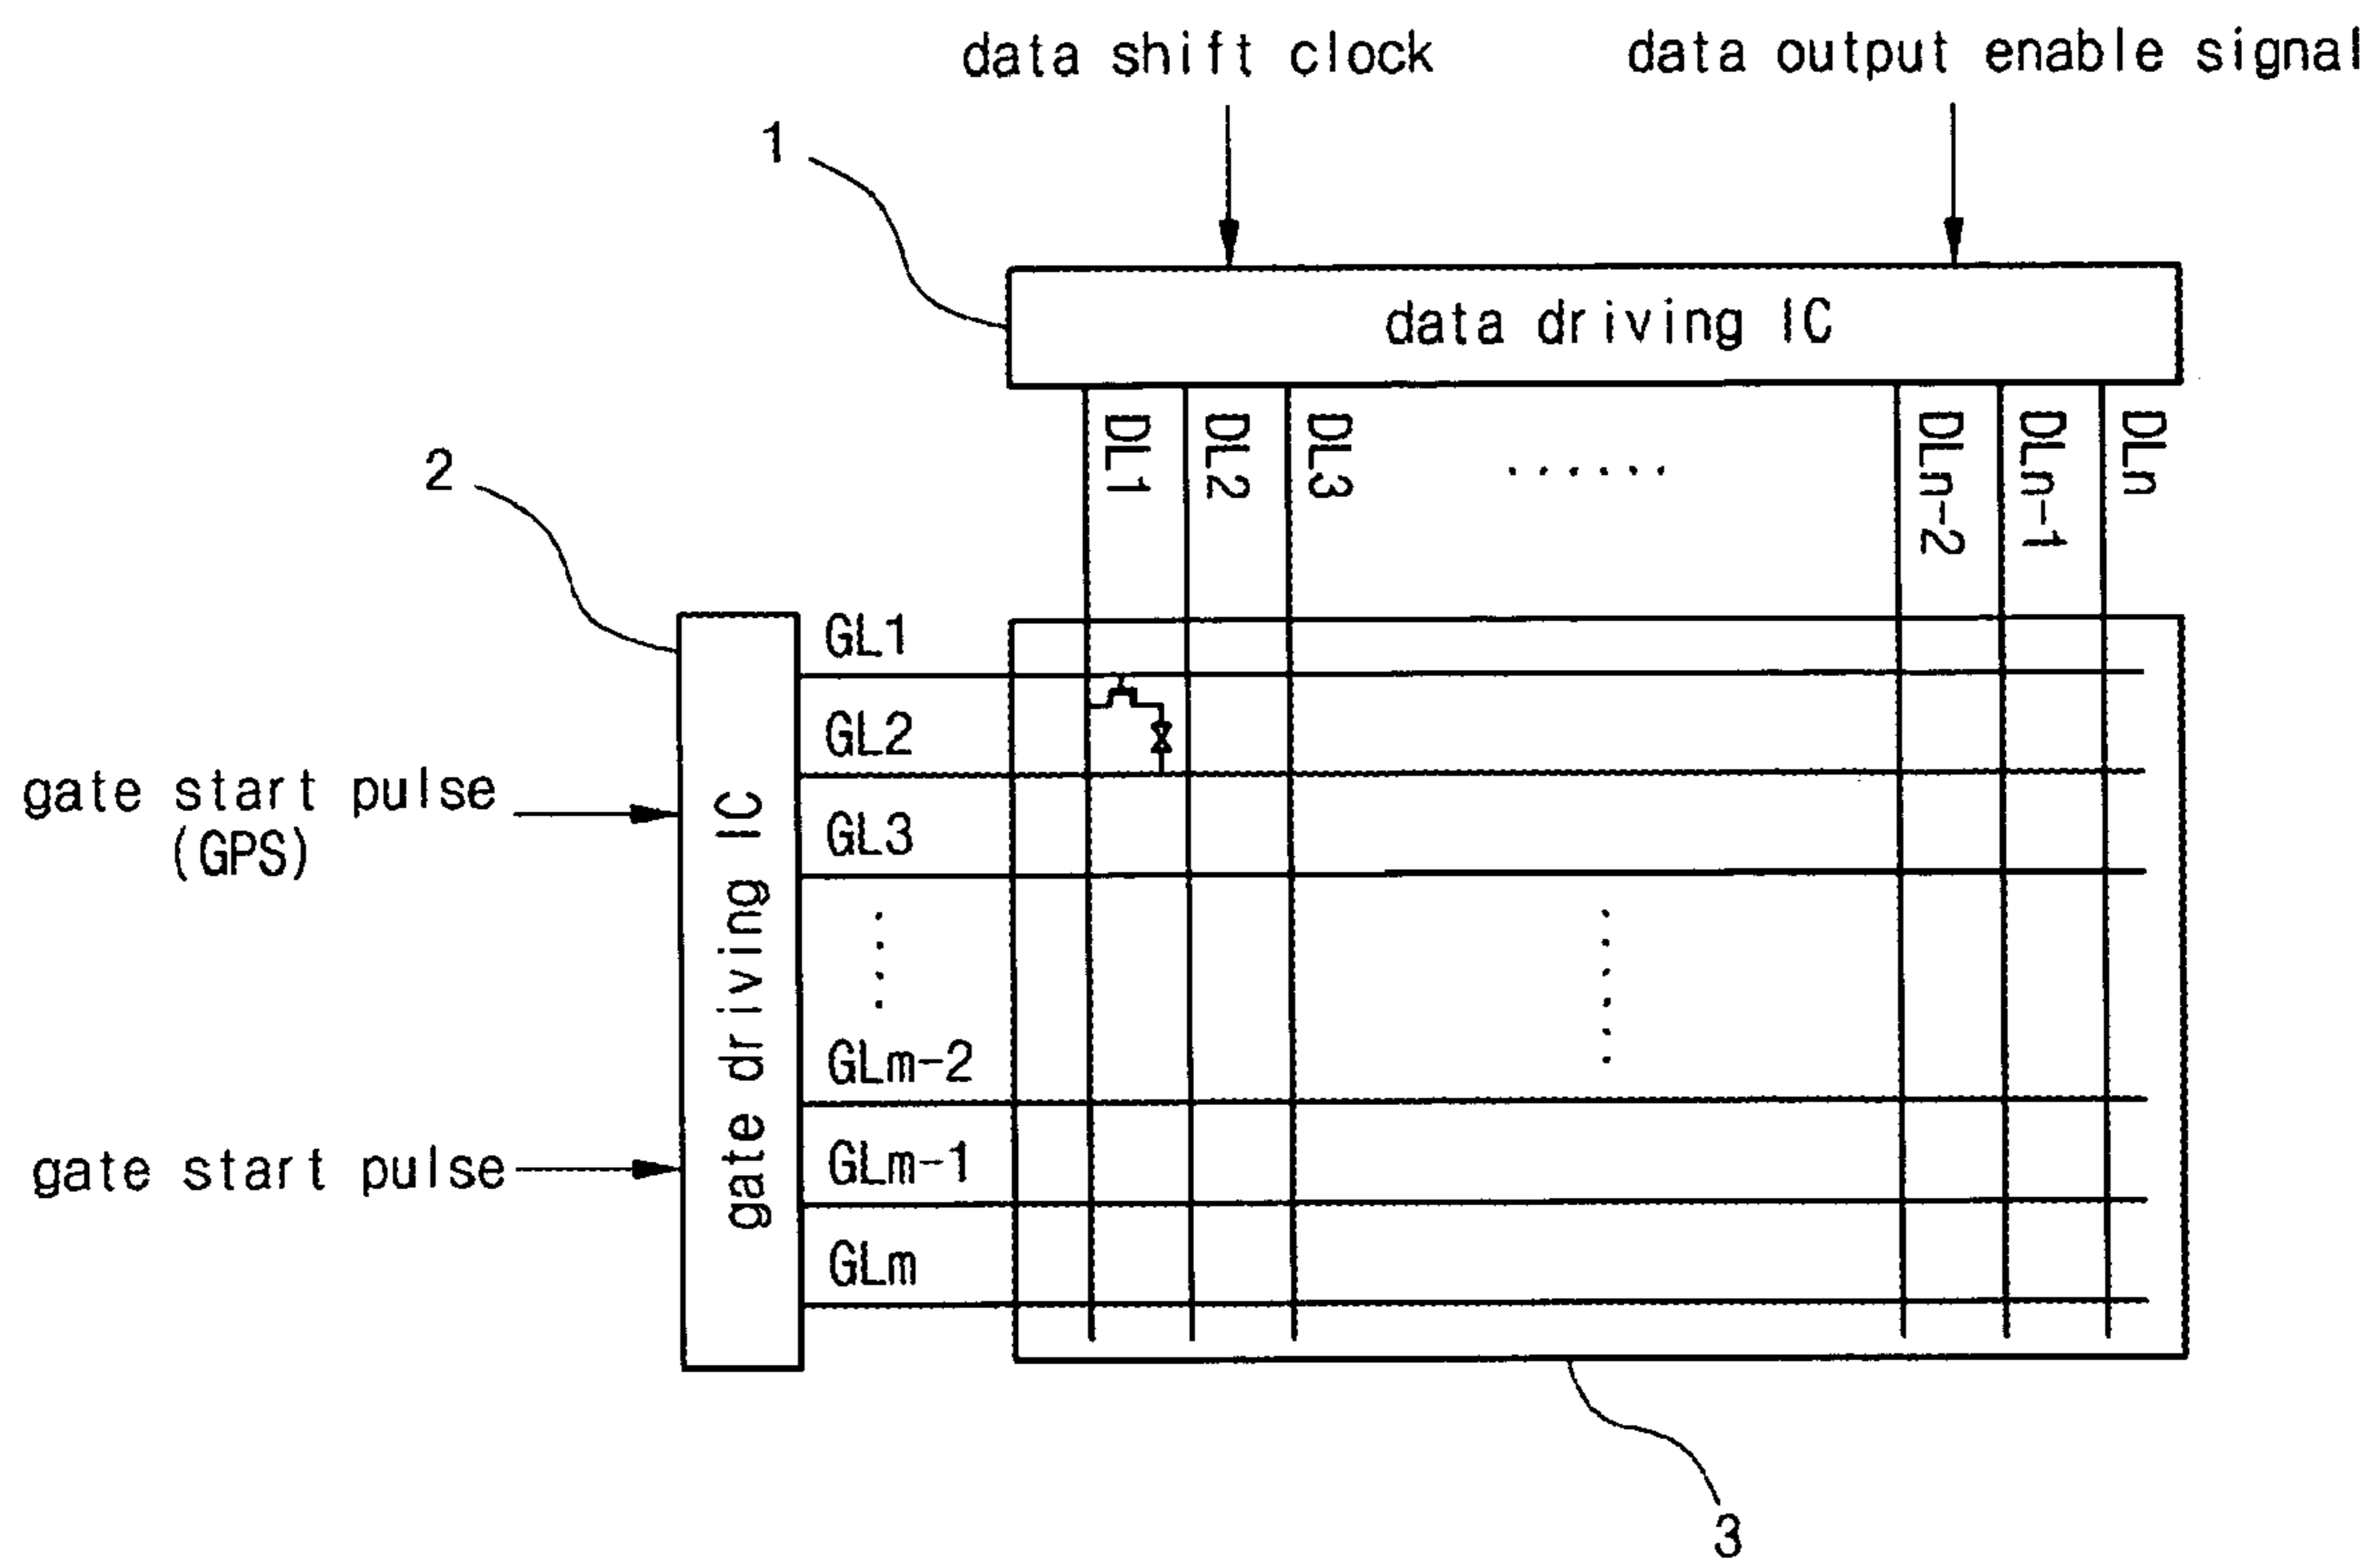 data shift clock
data output enable signal
1
data driving IC
DL1
DL2
DL3
DLn-2
DLn-1
DLn
2
GL1
GL2
gate start pulse
(GPS)
GL3
gate driving IC
GLm-2
gate start pulse
GLm-1
GLm
3